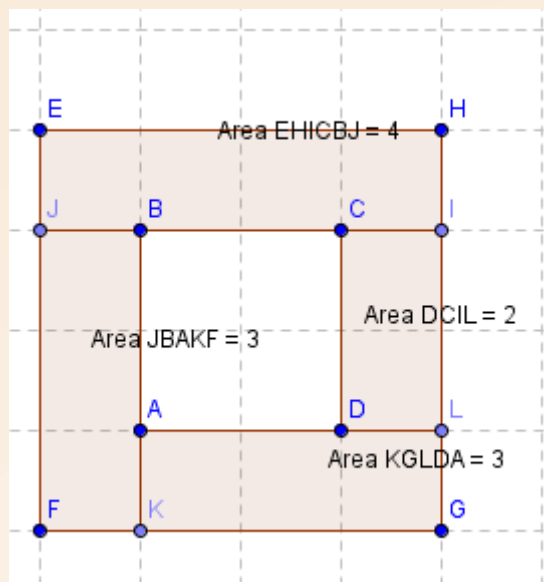 E
H
Area EHICBJ = 4
J
B
C
I
Area DCIL = 2
Area JBAKF = 3
A
D
L
Area KGLDA = 3
F
K
G